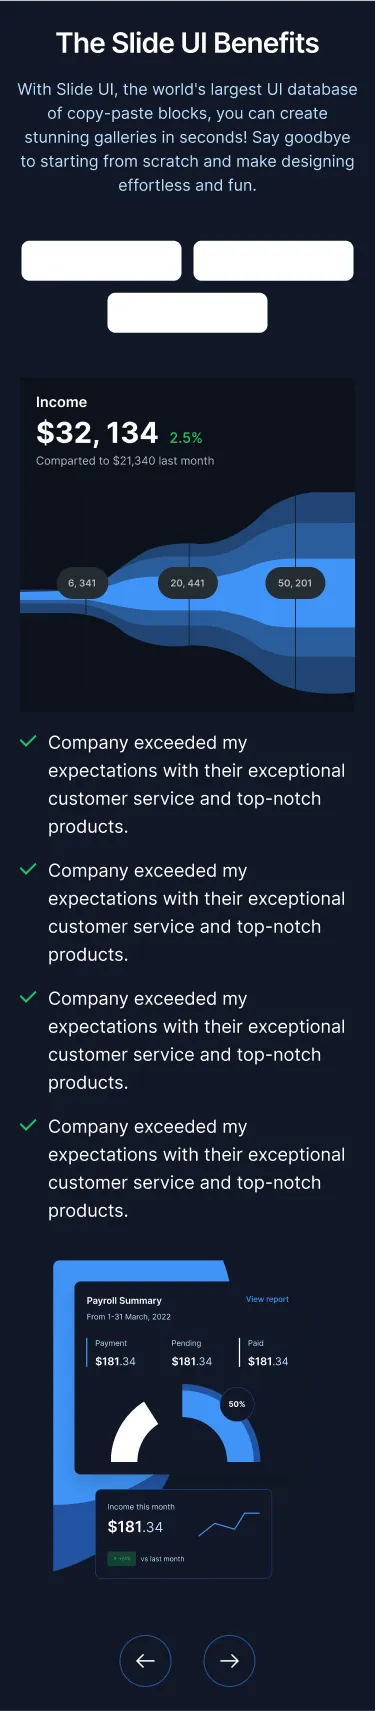 The Slide UI Benefits
With Slide UI, the world's largest UI database
of copy-paste blocks, you can create
stunning galleries in seconds! Say goodbye
to starting from scratch and make designing
effortless and fun.
Income
$32, 134 2.5%
Comparted to $21,340 last month
6, 341
20, 441
50, 201
Company exceeded my
expectations with their exceptional
customer service and top-notch
products.
Company exceeded my
expectations with their exceptional
customer service and top-notch
products.
Company exceeded my
expectations with their exceptional
customer service and top-notch
products.
Company exceeded my
expectations with their exceptional
customer service and top-notch
products.
Payroll Summary View report
From 1-31 March, 2022
Payment Pending Paid
$181.34 $181.34 $181.34
50%
Income this month
$181.34
vs last month